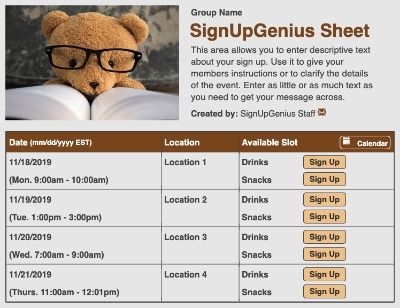 Group Name
SignUpGenius Sheet
This area allows you to enter descriptive text
about your sign up. Use it to give your
members instructions or to clarify the details
of the event. Enter as little or as much text as
you need to get your message across.
Created by: SignUpGenius Staff
Date (mm/dd/yyyy EST) Location Available Slot Calendar
11/18/2019 Location 1 Drinks Sign Up
(Mon. 9:00am - 10:00am) Snacks Sign Up
11/19/2019 Location 2 Drinks Sign Up
(Tue. 1:00pm - 3:00pm) Snacks Sign Up
11/20/2019 Location 3 Drinks Sign Up
(Wed. 7:00am - 9:00am) Snacks Sign Up
11/21/2019 Location 4 Drinks Sign Up
(Thurs. 11:00am - 12:01pm) Snacks Sign Up